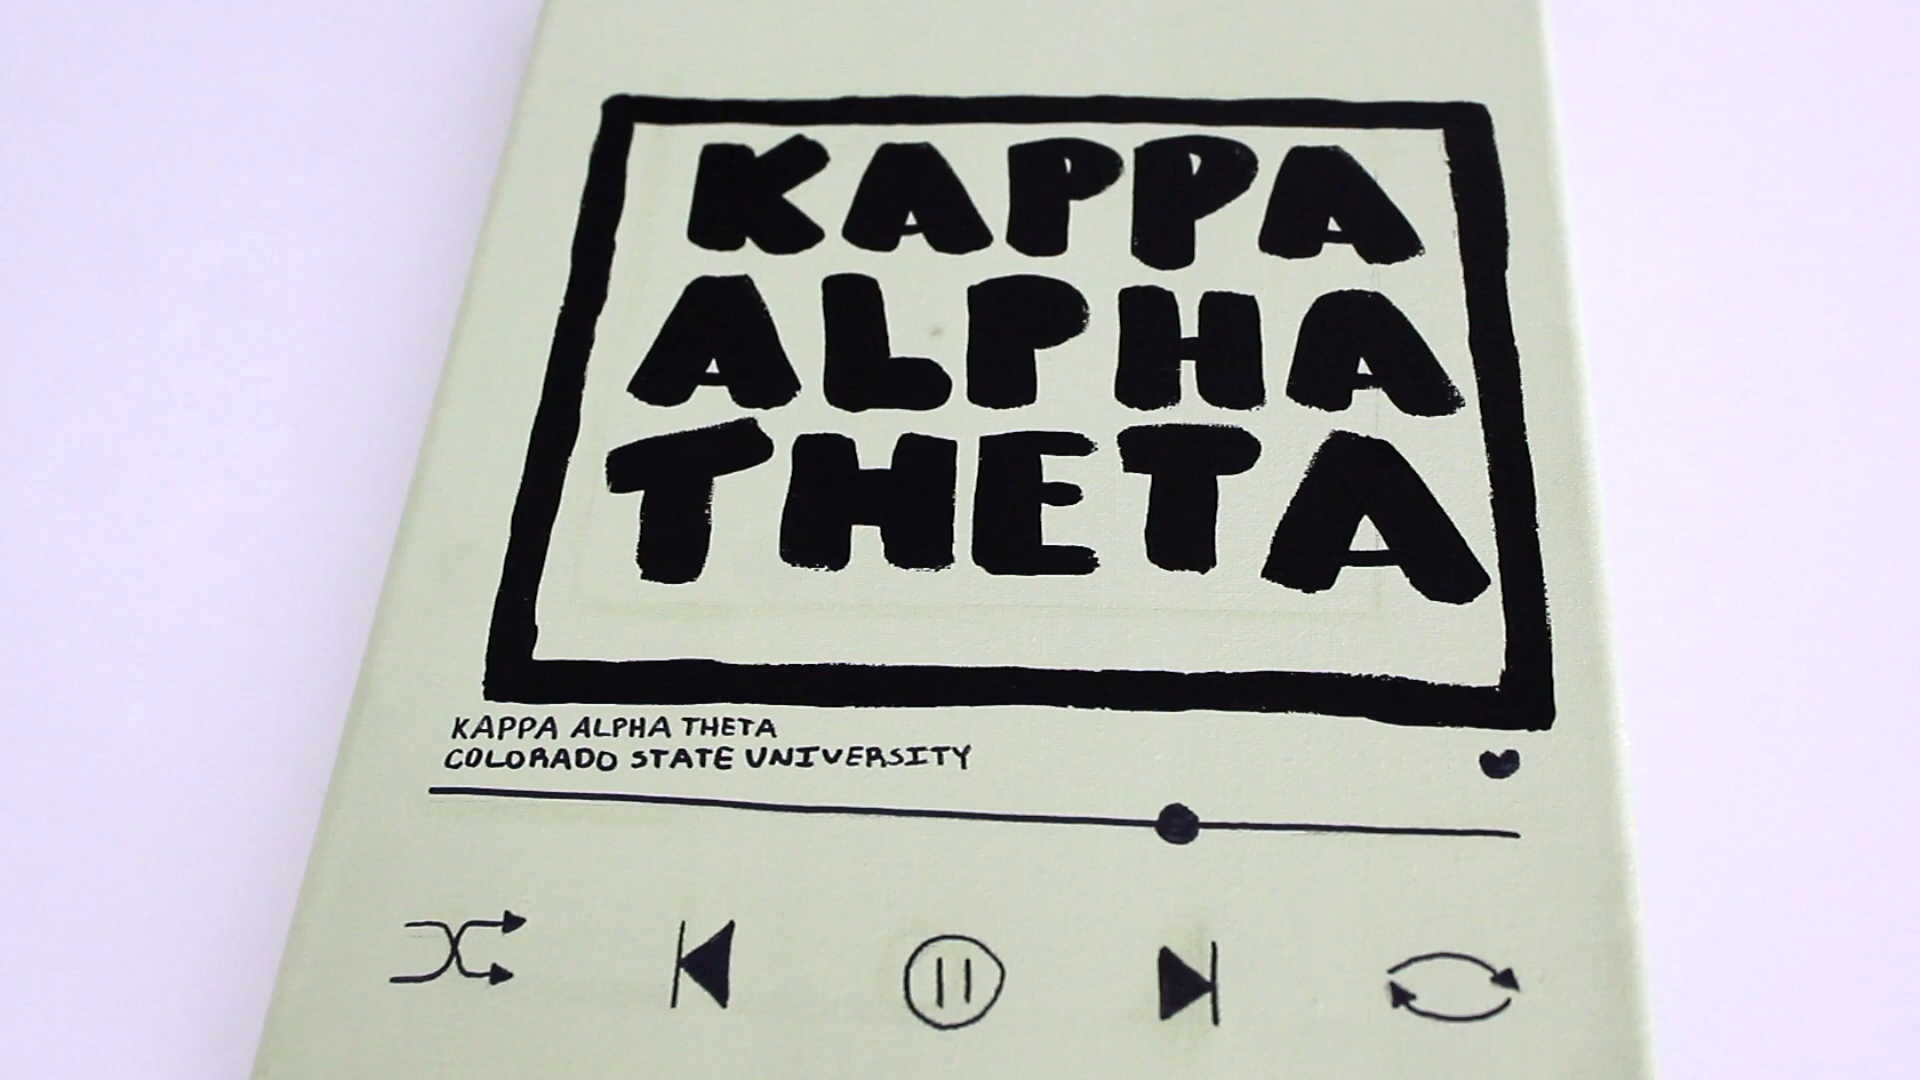 KAPPA
ALPHA
THETA
KAPPA ALPHA THETA
COLORADO STATE UNIVERSITY